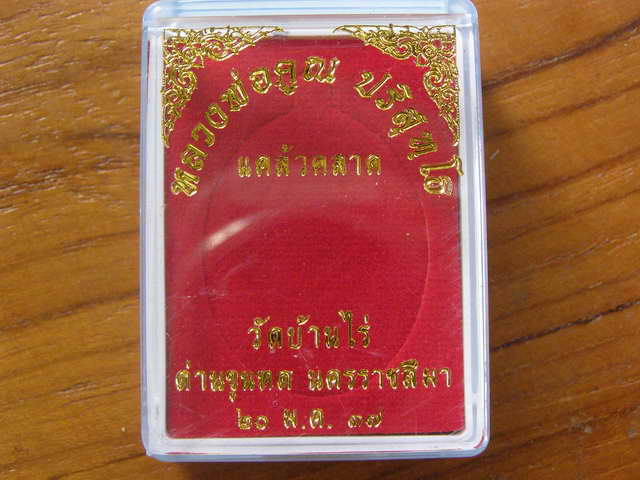 หลวงพ่อคูณ ปริสุทโธ
แคล้วคลาด
วัดบ้านไร่
ด่านขุนทด นครราชสีมา
๒๐ พ.ค. ๓๗